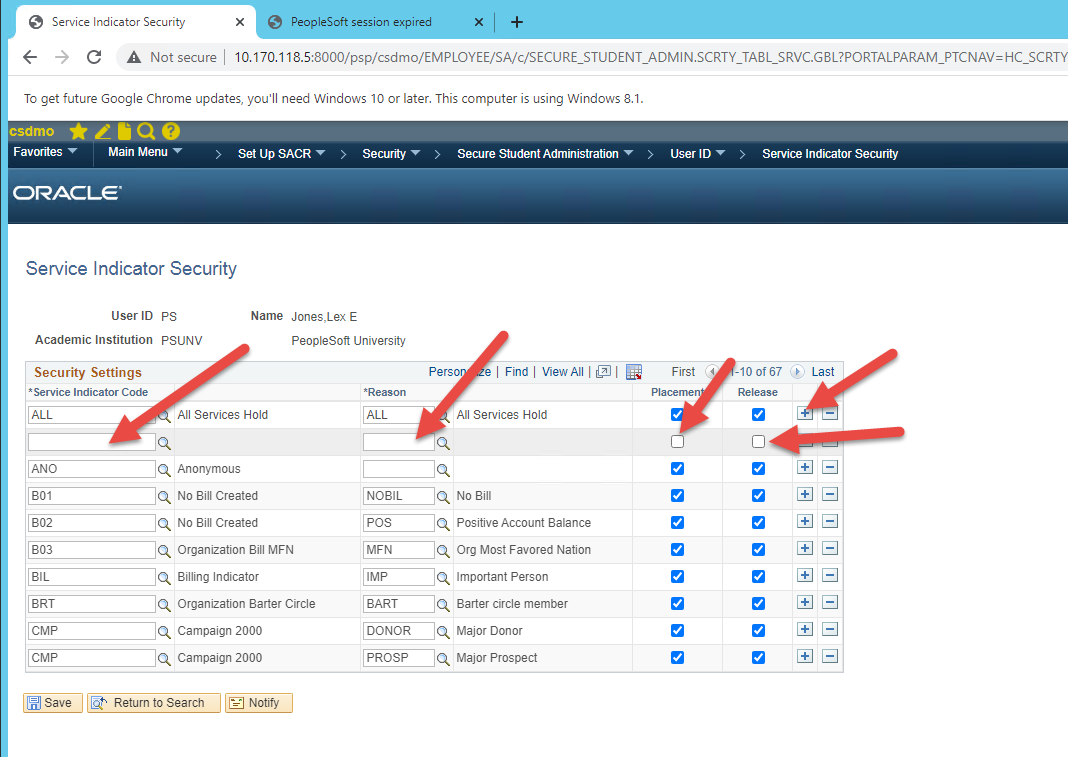 Service Indicator Security
PeopleSoft session expired
Not secure 10.170.118.5:8000/psp/csdmo/EMPLOYEE/SA/c/SECURE_STUDENT_ADMIN.SCRTY_TABL_SRVC.GBL?PORTALPARAM_PTCNAV=HC_SCRTY
To get future Google Chrome updates, you'll need Windows 10 or later. This computer is using Windows 8.1.
csdmo
Favorites Main Menu > Set Up SACR > Security > Secure Student Administration > User ID > Service Indicator Security
ORACLE'
Service Indicator Security
User ID PS Name Jones,Lex E
Academic Institution PSUNV PeopleSoft University
Security Settings Personalize | Find | View All | First 1-10 of 67 Last
*Service Indicator Code *Reason Placement Release
ALL All Services Hold ALL All Services Hold
ANO Anonymous
B01 No Bill Created NOBIL No Bill
B02 No Bill Created POS Positive Account Balance
B03 Organization Bill MFN MFN Org Most Favored Nation
BIL Billing Indicator IMP Important Person
BRT Organization Barter Circle BART Barter circle member
CMP Campaign 2000 DONOR Major Donor
CMP Campaign 2000 PROSP Major Prospect
Save Return to Search Notify